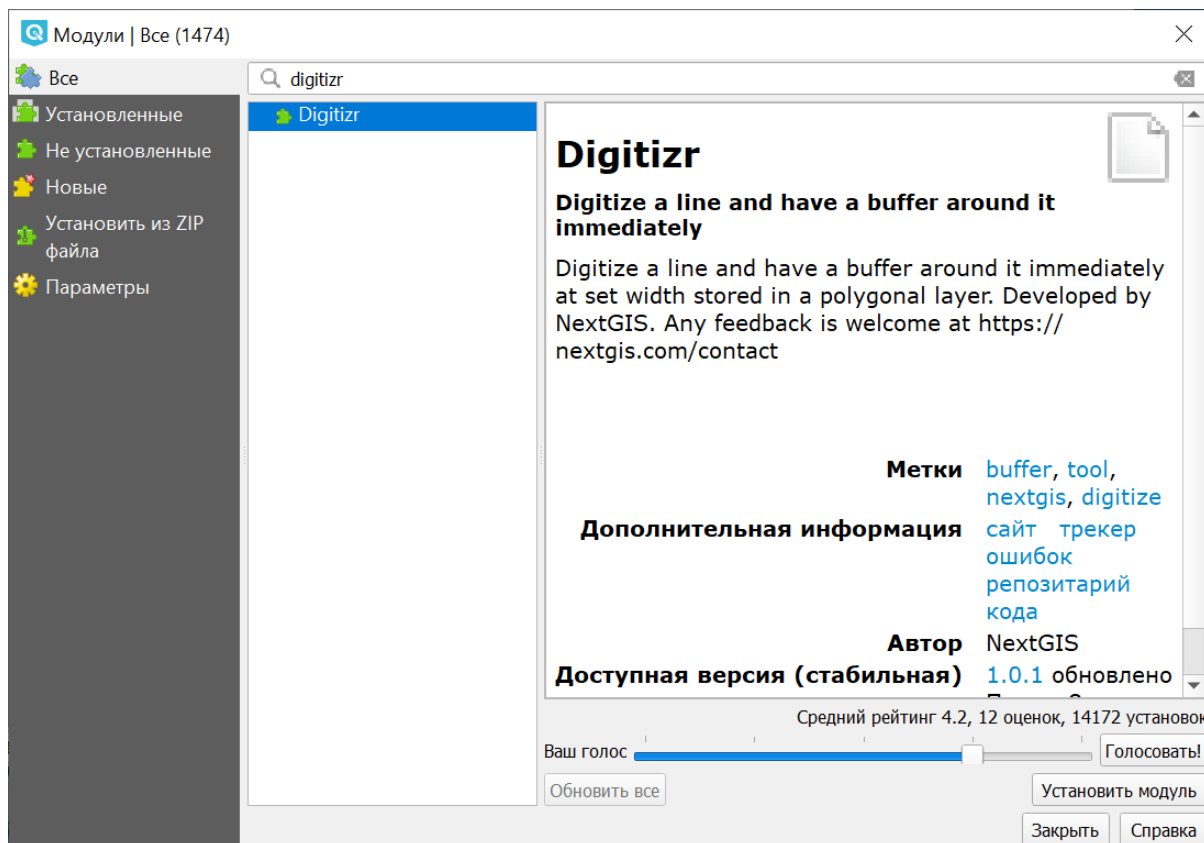 Модули | Все (1474)
Все
digitizr
Установленные
Не установленные
Новые
Установить из ZIP
файла
Параметры
Digitizr
Digitizr
Digitize a line and have a buffer around it
immediately
Digitize a line and have a buffer around it immediately
at set width stored in a polygonal layer. Developed by
NextGIS. Any feedback is welcome at https://
nextgis.com/contact
Метки buffer, tool,
nextgis, digitize
Дополнительная информация сайт трекер
ошибок
репозитарий
кода
Автор NextGIS
Доступная версия (стабильная) 1.0.1 обновлено
Средний рейтинг 4.2, 12 оценок, 14172 установок
Ваш голос Голосовать!
Обновить все Установить модуль
Закрыть Справка